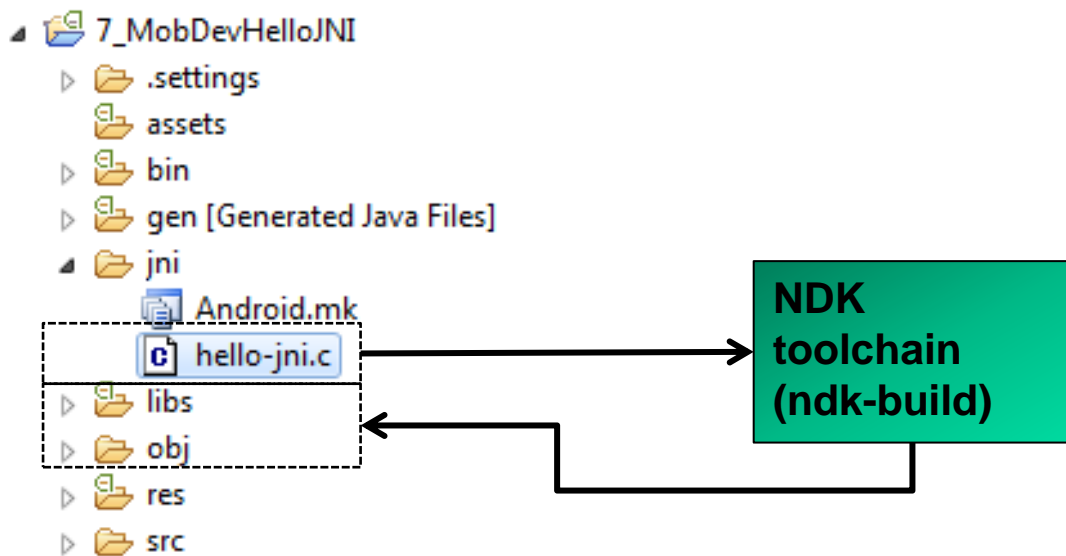 7_MobDevHelloJNI
.settings
assets
bin
gen [Generated Java Files]
jni
Android.mk
hello-jni.c
libs
obj
res
src
NDK
toolchain
(ndk-build)